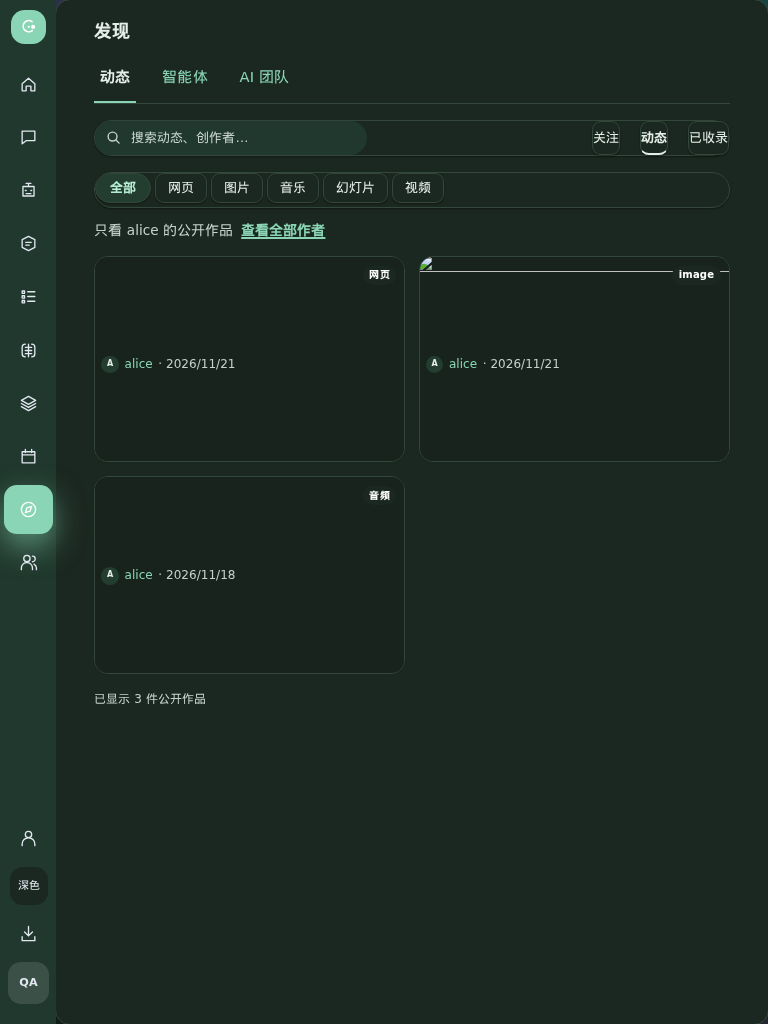 发现
动态 智能体 AI 团队
搜索动态、创作者… 关注 动态 已收录
全部 网页 图片 音乐 幻灯片 视频
只看 alice 的公开作品 查看全部作者
网页
A alice · 2026/11/21
image
A alice · 2026/11/21
音频
A alice · 2026/11/18
已显示 3 件公开作品
深色
QA